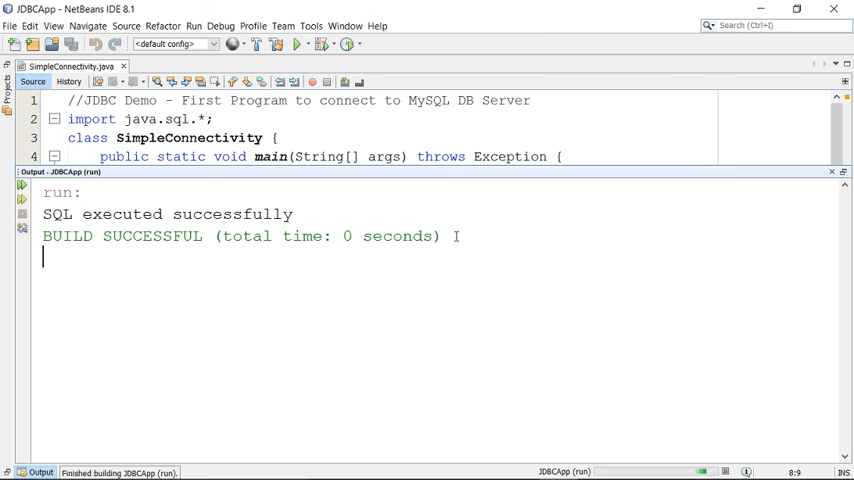 JDBCApp - NetBeans IDE 8.1
File Edit View Navigate Source Refactor Run Debug Profile Team Tools Window Help
Search (Ctrl+I)
<default config>
SimpleConnectivity.java
Source History
Projects
1 //JDBC Demo - First Program to connect to MySQL DB Server
2 import java.sql.*;
3 class SimpleConnectivity {
4 public static void main(String[] args) throws Exception {
Output - JDBCApp (run)
run:
SQL executed successfully
BUILD SUCCESSFUL (total time: 0 seconds)
Output Finished building JDBCApp (run). JDBCApp (run) 8:9 INS